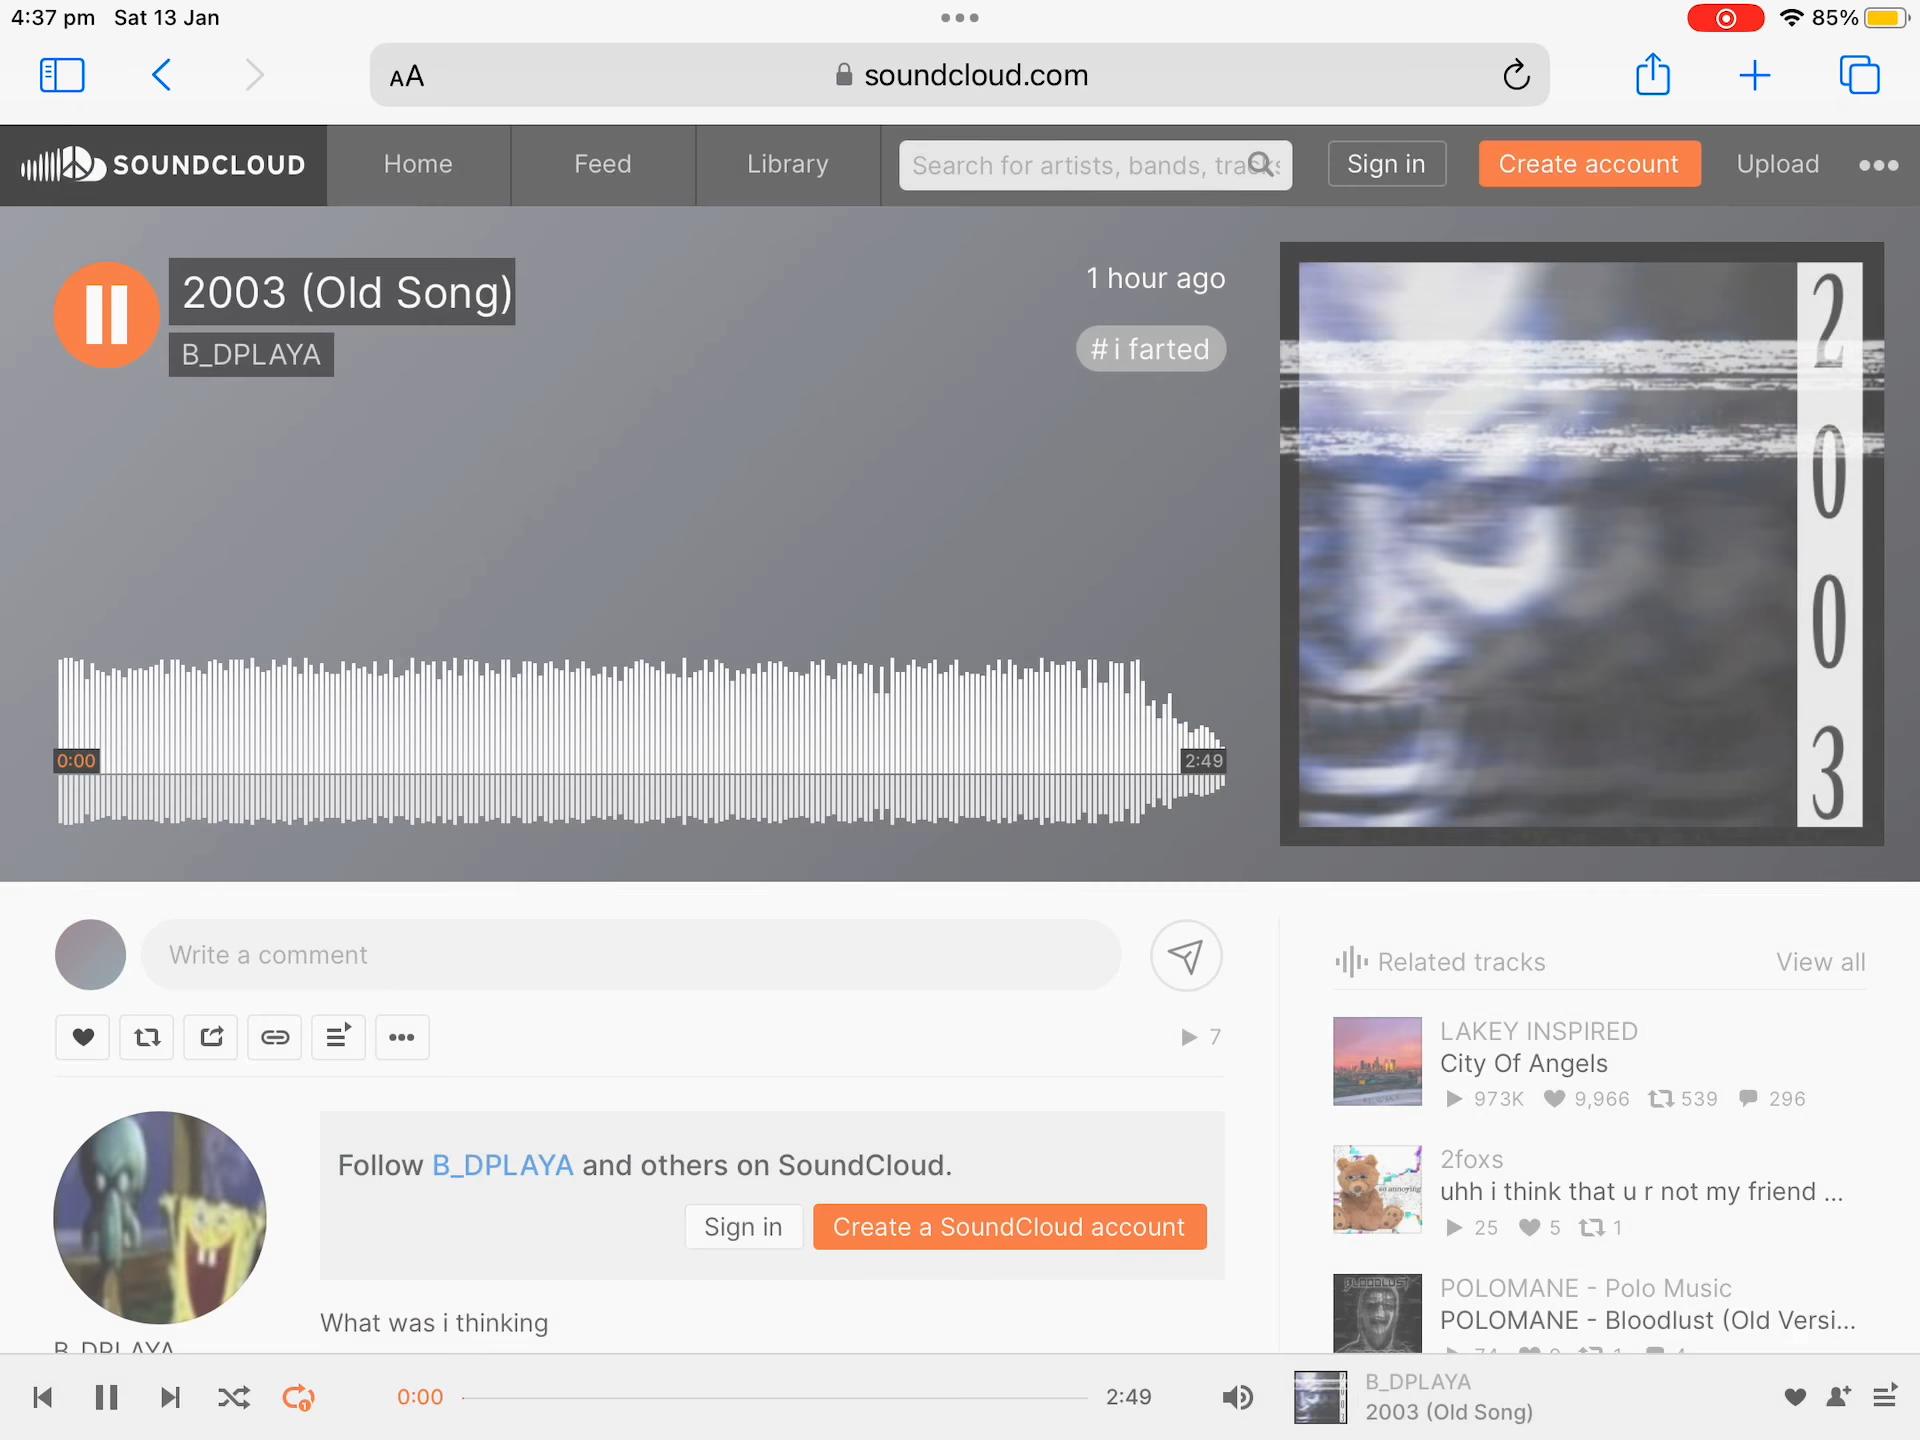 4:37 pm Sat 13 Jan
85%
AA
soundcloud.com
SOUNDCLOUD
Home
Feed
Library
Search for artists, bands, tracks
Sign in
Create account
Upload
2003 (Old Song)
B_DPLAYA
1 hour ago
# i farted
2
0
0
3
0:00
2:49
Write a comment
7
Related tracks
View all
LAKEY INSPIRED
City Of Angels
973K 9,966 539 296
2foxs
uhh i think that u r not my friend ...
25 5 1
so annoying
BLOODLUST
POLOMANE - Polo Music
POLOMANE - Bloodlust (Old Versi...
Follow B_DPLAYA and others on SoundCloud.
Sign in
Create a SoundCloud account
What was i thinking
B_DPLAYA
0:00
2:49
B_DPLAYA
2003 (Old Song)